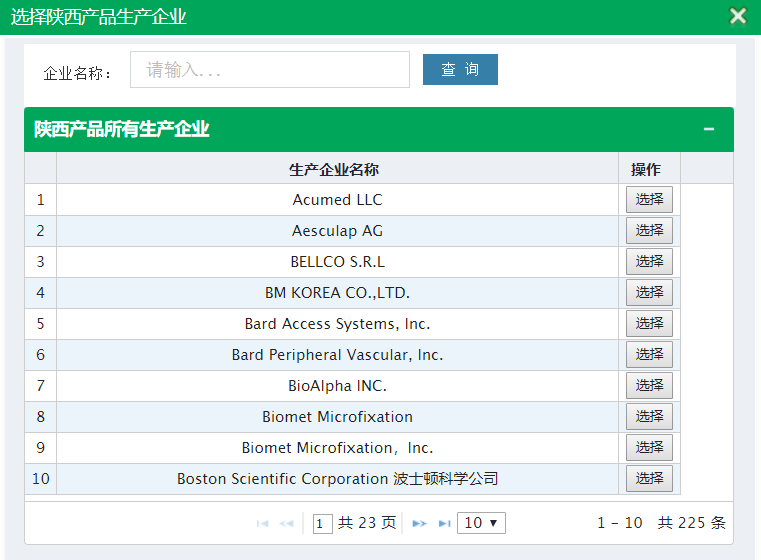 选择陕西产品生产企业
企业名称： 请输入... 查 询
陕西产品所有生产企业
生产企业名称 操作
1 Acumed LLC 选择
2 Aesculap AG 选择
3 BELLCO S.R.L 选择
4 BM KOREA CO.,LTD. 选择
5 Bard Access Systems, Inc. 选择
6 Bard Peripheral Vascular, Inc. 选择
7 BioAlpha INC. 选择
8 Biomet Microfixation 选择
9 Biomet Microfixation，Inc. 选择
10 Boston Scientific Corporation 波士顿科学公司 选择
1 共 23 页 10 1 - 10 共 225 条